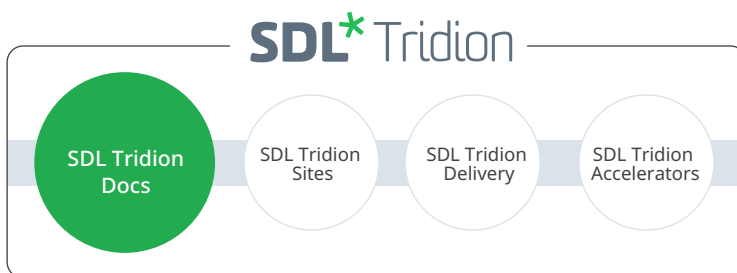 SDL* Tridion
SDL Tridion
Docs
SDL Tridion
Sites
SDL Tridion
Delivery
SDL Tridion
Accelerators